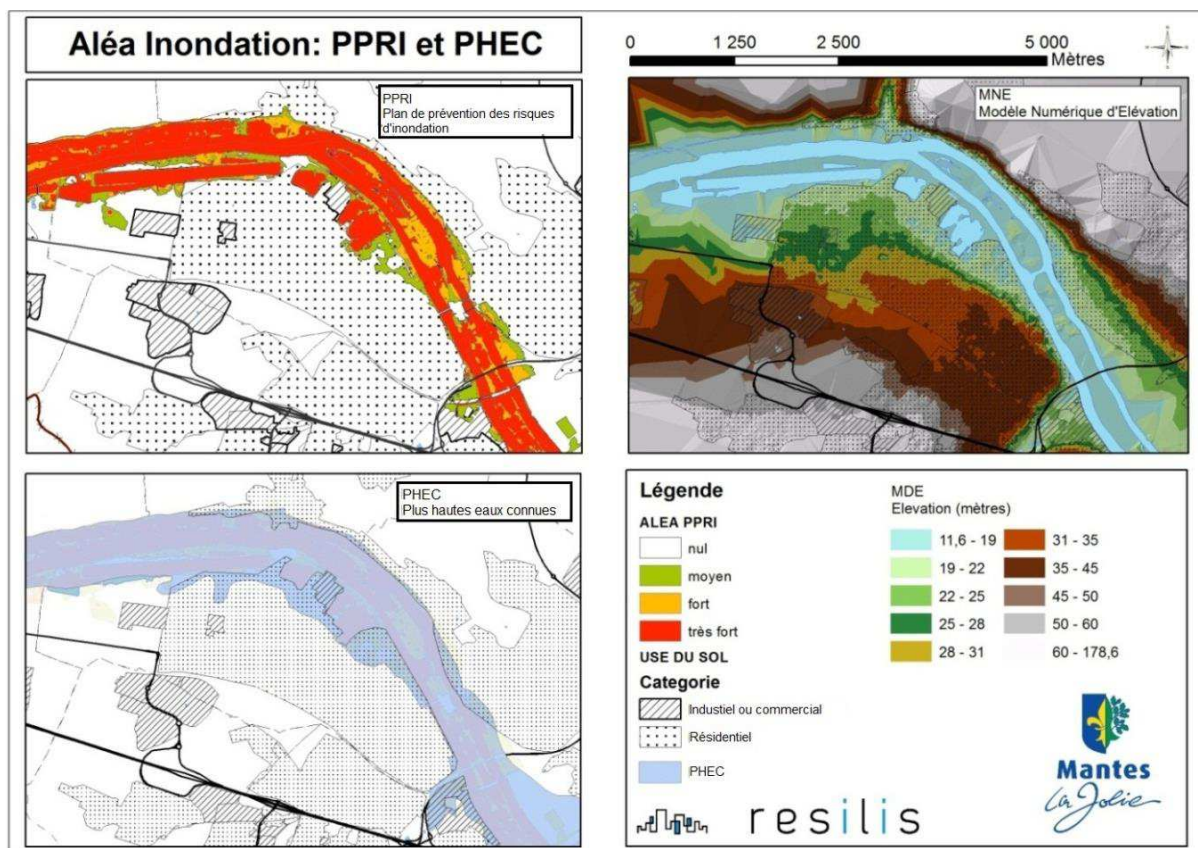 Aléa Inondation: PPRI et PHEC
0 1 250 2 500 5 000
Mètres
PPRI
Plan de prévention des risques
d'inondation
MNE
Modèle Numérique d'Elévation
PHEC
Plus hautes eaux connues
Légende
ALEA PPRI
nul
moyen
fort
très fort
USE DU SOL
Categorie
Industiel ou commercial
Résidentiel
PHEC
MDE
Elevation (mètres)
11,6 - 19
19 - 22
22 - 25
25 - 28
28 - 31
31 - 35
35 - 45
45 - 50
50 - 60
60 - 178,6
resilis
Mantes
La Jolie